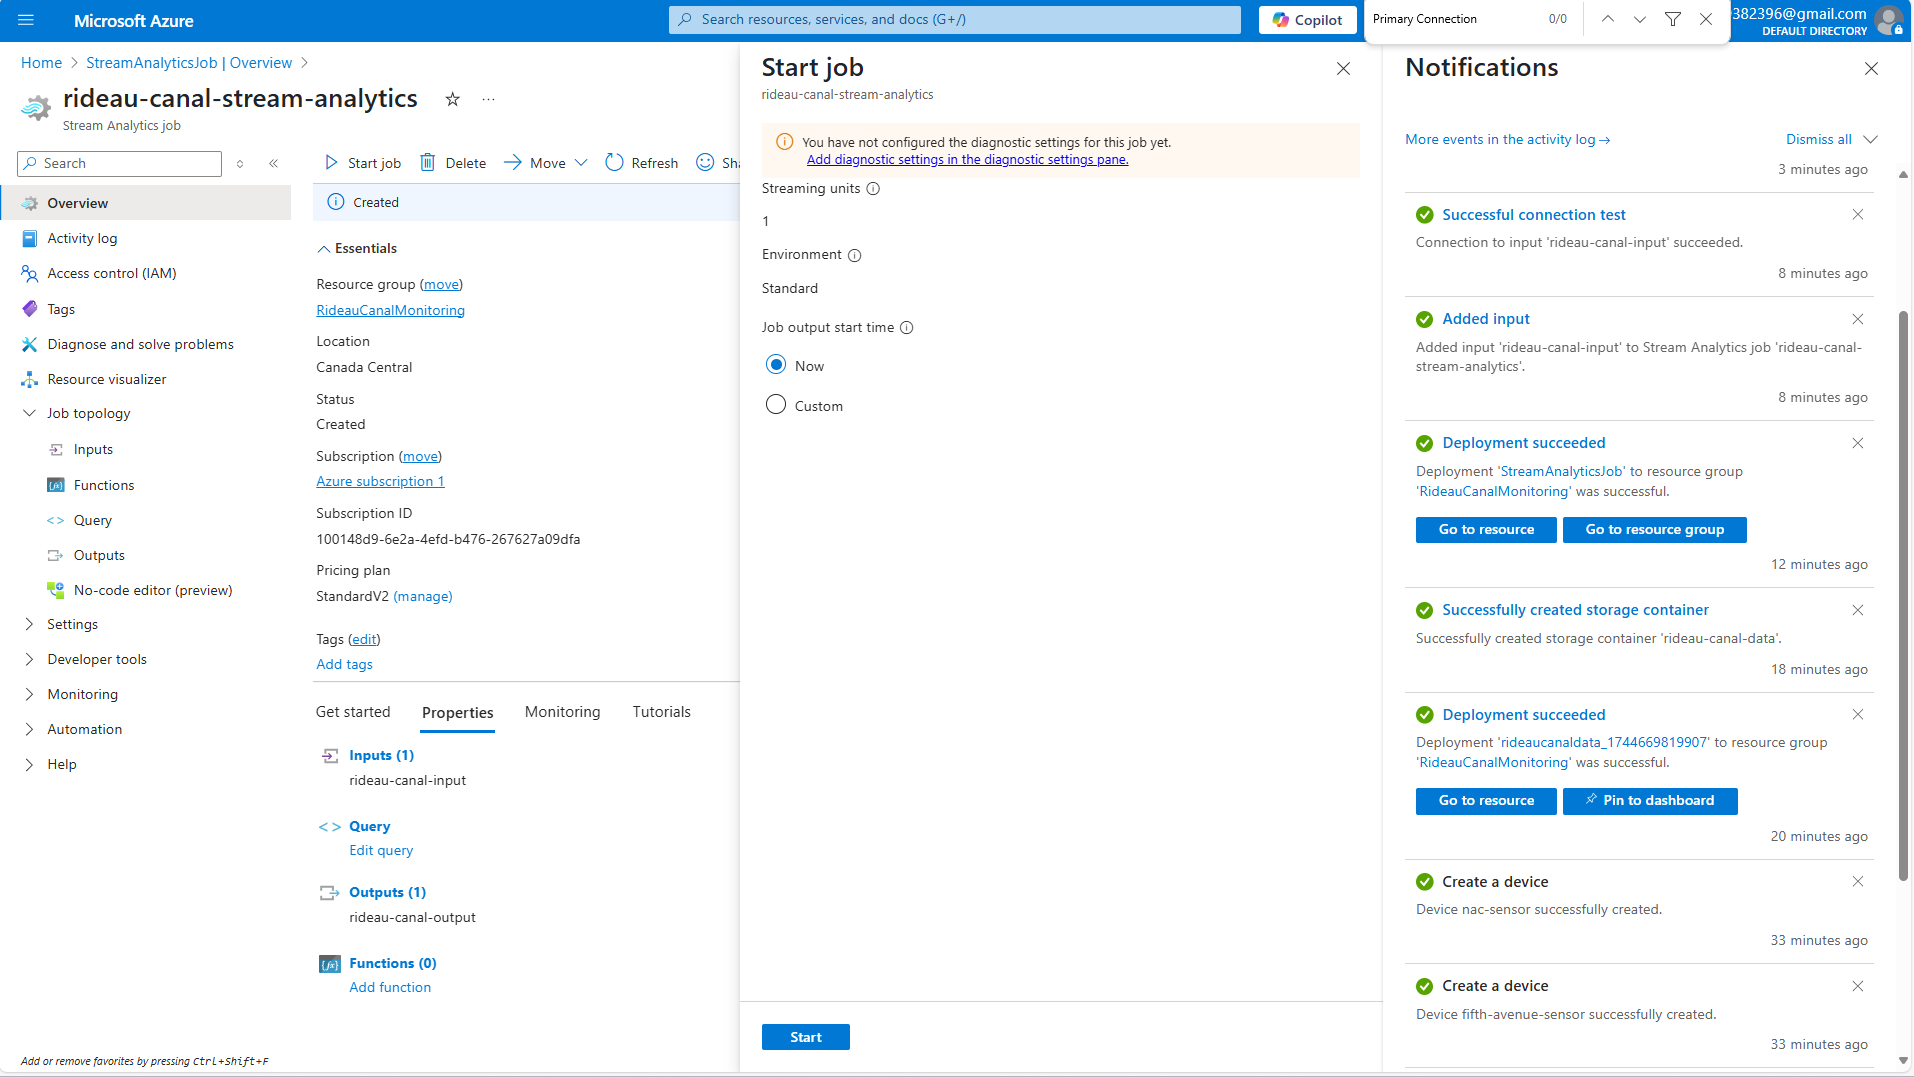 Microsoft Azure
Search resources, services, and docs (G+/)
Copilot
Primary Connection
0/0
382396@gmail.com
DEFAULT DIRECTORY
Home
StreamAnalyticsJob | Overview
rideau-canal-stream-analytics
Stream Analytics job
Search
Overview
Activity log
Access control (IAM)
Tags
Diagnose and solve problems
Resource visualizer
Job topology
Inputs
Functions
Query
Outputs
No-code editor (preview)
Settings
Developer tools
Monitoring
Automation
Help
Add or remove favorites by pressing Ctrl+Shift+F
Start job
Delete
Move
Refresh
Created
Essentials
Resource group (move)
RideauCanalMonitoring
Location
Canada Central
Status
Created
Subscription (move)
Azure subscription 1
Subscription ID
100148d9-6e2a-4efd-b476-267627a09dfa
Pricing plan
StandardV2 (manage)
Tags (edit)
Add tags
Get started
Properties
Monitoring
Tutorials
Inputs (1)
rideau-canal-input
<> Query
Edit query
Outputs (1)
rideau-canal-output
Functions (0)
Add function
Start job
rideau-canal-stream-analytics
You have not configured the diagnostic settings for this job yet.
Add diagnostic settings in the diagnostic settings pane.
Streaming units
1
Environment
Standard
Job output start time
Now
Custom
Start
Notifications
More events in the activity log →
Dismiss all
3 minutes ago
Successful connection test
Connection to input 'rideau-canal-input' succeeded.
8 minutes ago
Added input
Added input 'rideau-canal-input' to Stream Analytics job 'rideau-canal-
stream-analytics'.
8 minutes ago
Deployment succeeded
Deployment 'StreamAnalyticsJob' to resource group
'RideauCanalMonitoring' was successful.
Go to resource
Go to resource group
12 minutes ago
Successfully created storage container
Successfully created storage container 'rideau-canal-data'.
18 minutes ago
Deployment succeeded
Deployment 'rideaucanaldata_1744669819907' to resource group
'RideauCanalMonitoring' was successful.
Go to resource
Pin to dashboard
20 minutes ago
Create a device
Device nac-sensor successfully created.
33 minutes ago
Create a device
Device fifth-avenue-sensor successfully created.
33 minutes ago